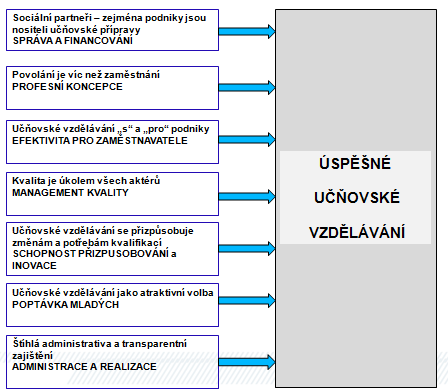 Sociální partneři – zejména podniky jsou
nositeli učňovské přípravy
SPRÁVA A FINANCOVÁNÍ
Povolání je víc než zaměstnání
PROFESNÍ KONCEPCE
Učňovské vzdělávání „s“ a „pro“ podniky
EFEKTIVITA PRO ZAMĚSTNAVATELE
Kvalita je úkolem všech aktérů
MANAGEMENT KVALITY
Učňovské vzdělávání se přizpůsobuje
změnám a potřebám kvalifikací
SCHOPNOST PŘIZPUSOBOVÁNÍ a
INOVACE
Učňovské vzdělávání jako atraktivní volba
POPTÁVKA MLADÝCH
Štíhlá administrativa a transparentní
zajištění
ADMINISTRACE A REALIZACE
ÚSPĚŠNÉ
UČŇOVSKÉ
VZDĚLÁVÁNÍ